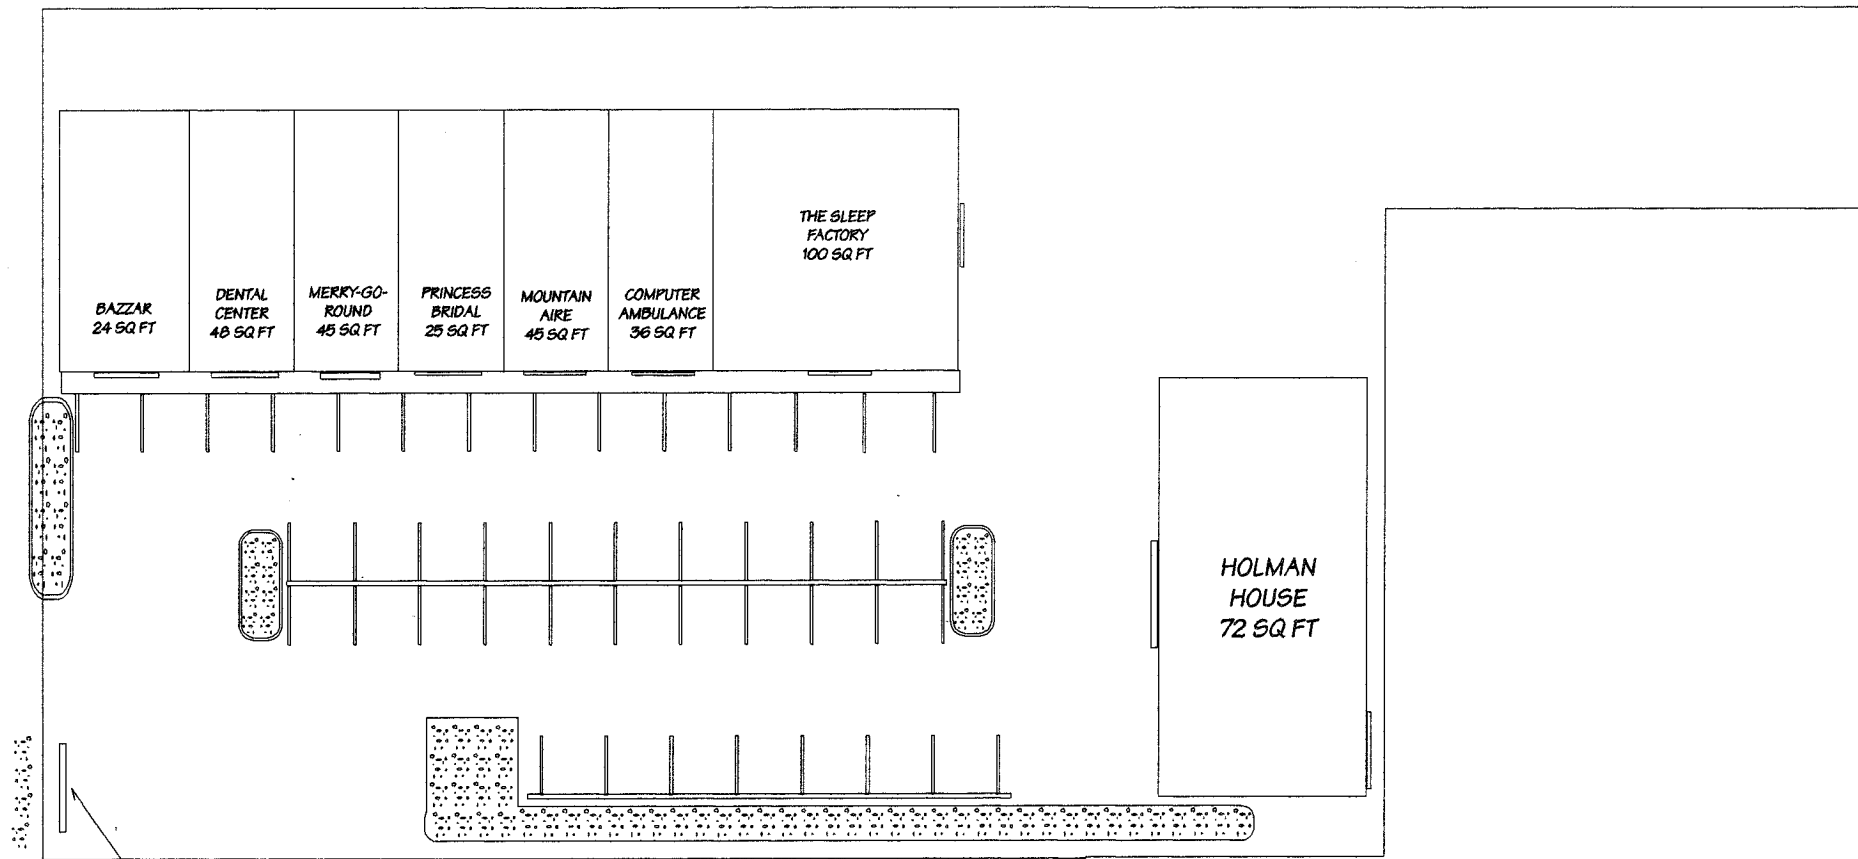 BAZZAR
24 SQ FT
DENTAL
CENTER
48 SQ FT
MERRY-GO-
ROUND
45 SQ FT
PRINCESS
BRIDAL
25 SQ FT
MOUNTAIN
AIRE
45 SQ FT
COMPUTER
AMBULANCE
36 SQ FT
THE SLEEP
FACTORY
100 SQ FT
HOLMAN
HOUSE
72 SQ FT